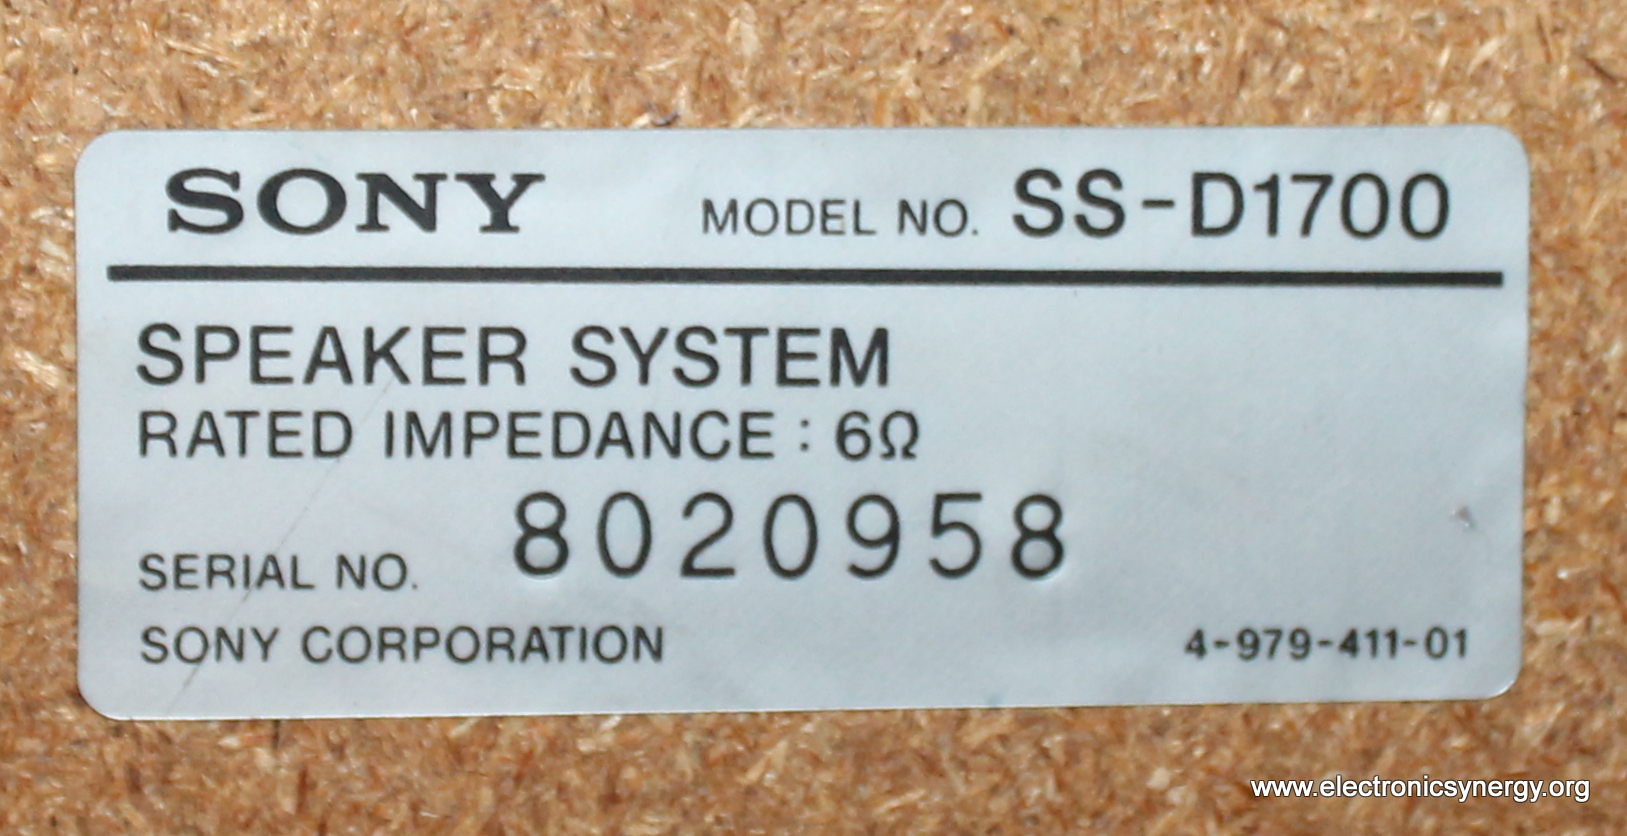 SONY MODEL NO. SS-D1700
SPEAKER SYSTEM
RATED IMPEDANCE : 6Ω
SERIAL NO. 8020958
SONY CORPORATION 4-979-411-01
www.electronicsynergy.org